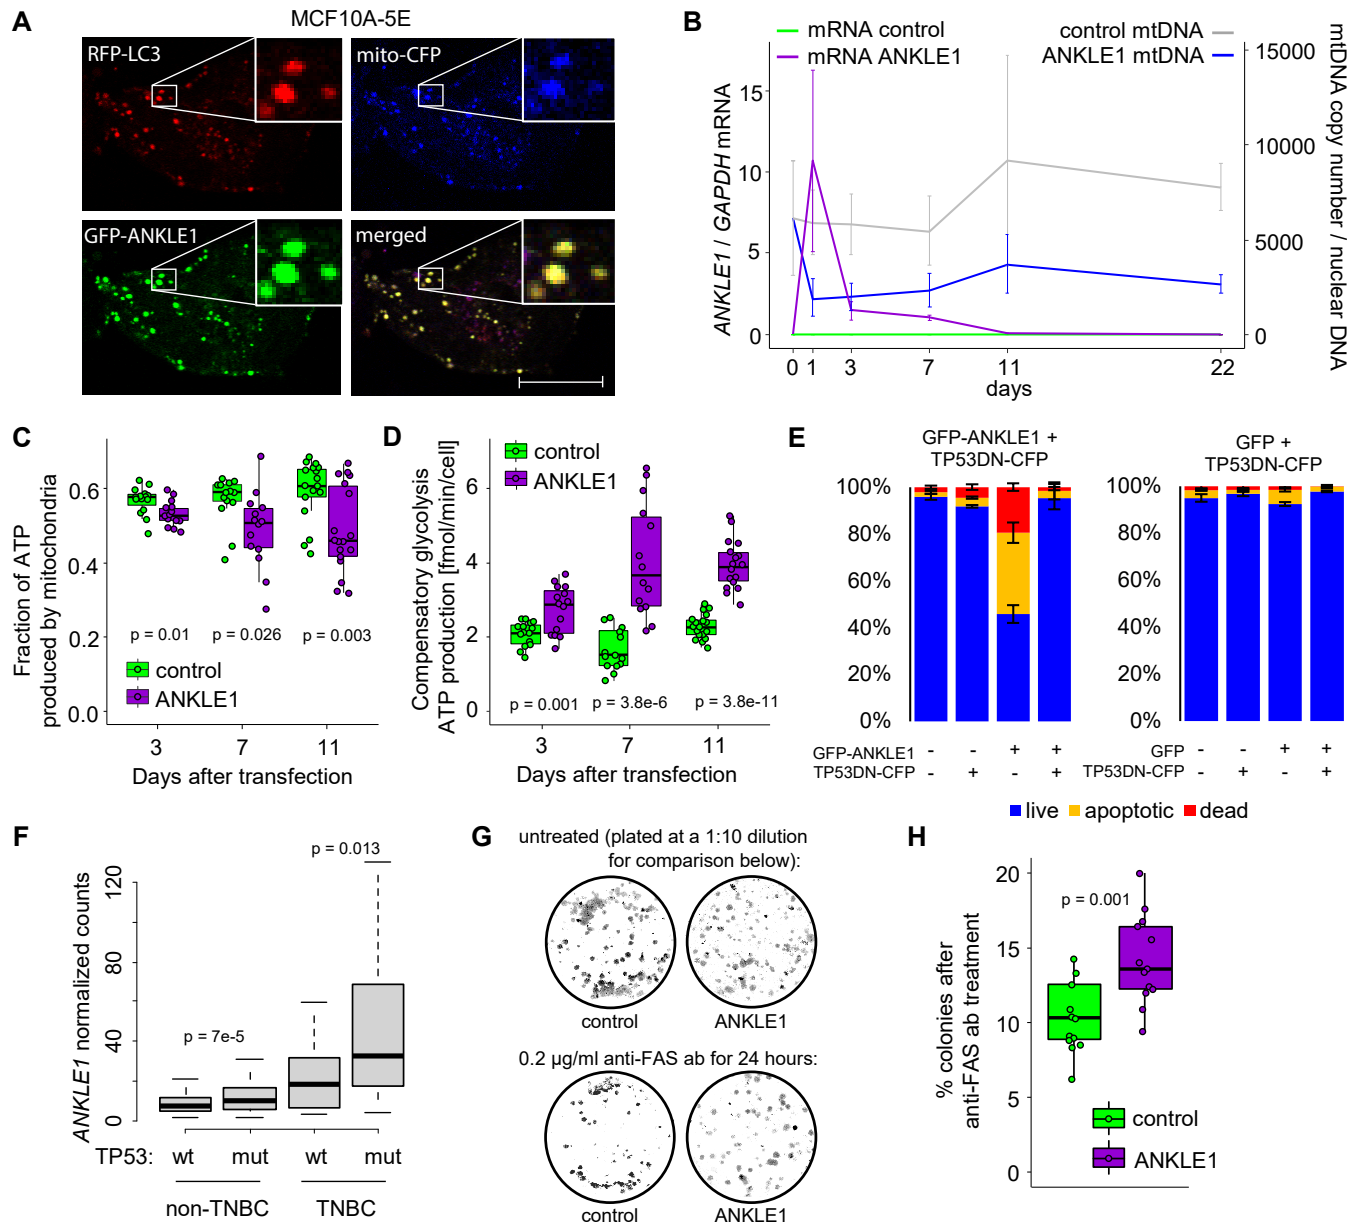 A
MCF10A-5E
RFP-LC3
mito-CFP
GFP-ANKLE1
merged
B
mRNA control
mRNA ANKLE1
control mtDNA
ANKLE1 mtDNA
ANKLE1 / GAPDH mRNA
15
10
5
0
mtDNA copy number / nuclear DNA
15000
10000
5000
0
0 1 3 7 11 22
days
C
Fraction of ATP
produced by mitochondria
0.6
0.4
0.2
0.0
p = 0.01 p = 0.026 p = 0.003
control
ANKLE1
3 7 11
Days after transfection
D
Compensatory glycolysis
ATP production [fmol/min/cell]
6
4
2
0
control
ANKLE1
p = 0.001 p = 3.8e-6 p = 3.8e-11
3 7 11
Days after transfection
E
GFP-ANKLE1 +
TP53DN-CFP
100%
80%
60%
40%
20%
0%
GFP-ANKLE1 - - + +
TP53DN-CFP - + - +
GFP +
TP53DN-CFP
100%
80%
60%
40%
20%
0%
GFP - - + +
TP53DN-CFP - + - +
live apoptotic dead
F
ANKLE1 normalized counts
120
80
40
0
p = 7e-5
p = 0.013
TP53: wt mut wt mut
non-TNBC TNBC
G
untreated (plated at a 1:10 dilution
for comparison below):
control ANKLE1
0.2 µg/ml anti-FAS ab for 24 hours:
control ANKLE1
H
% colonies after
anti-FAS ab treatment
20
15
10
5
0
p = 0.001
control
ANKLE1